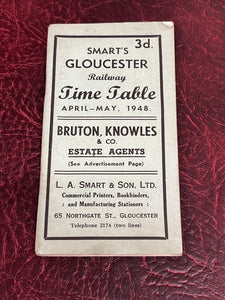 3d.
SMART'S
GLOUCESTER
Railway
Time Table
APRIL–MAY, 1948.
BRUTON, KNOWLES
& CO.
ESTATE AGENTS
(See Advertisement Page)
L. A. SMART & SON, LTD.
Commercial Printers, Bookbinders,
: and Manufacturing Stationers :
65 NORTHGATE ST., GLOUCESTER
Telephone 2174 (two lines)